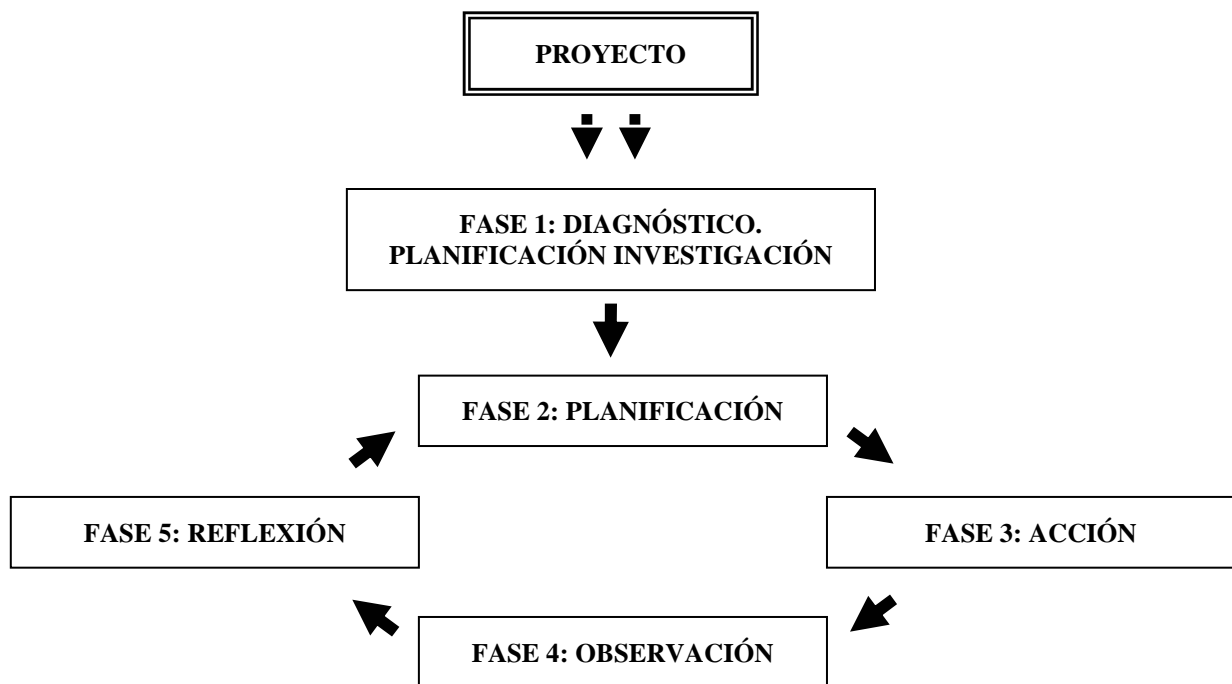 PROYECTO
FASE 1: DIAGNÓSTICO.
PLANIFICACIÓN INVESTIGACIÓN
FASE 2: PLANIFICACIÓN
FASE 5: REFLEXIÓN
FASE 3: ACCIÓN
FASE 4: OBSERVACIÓN